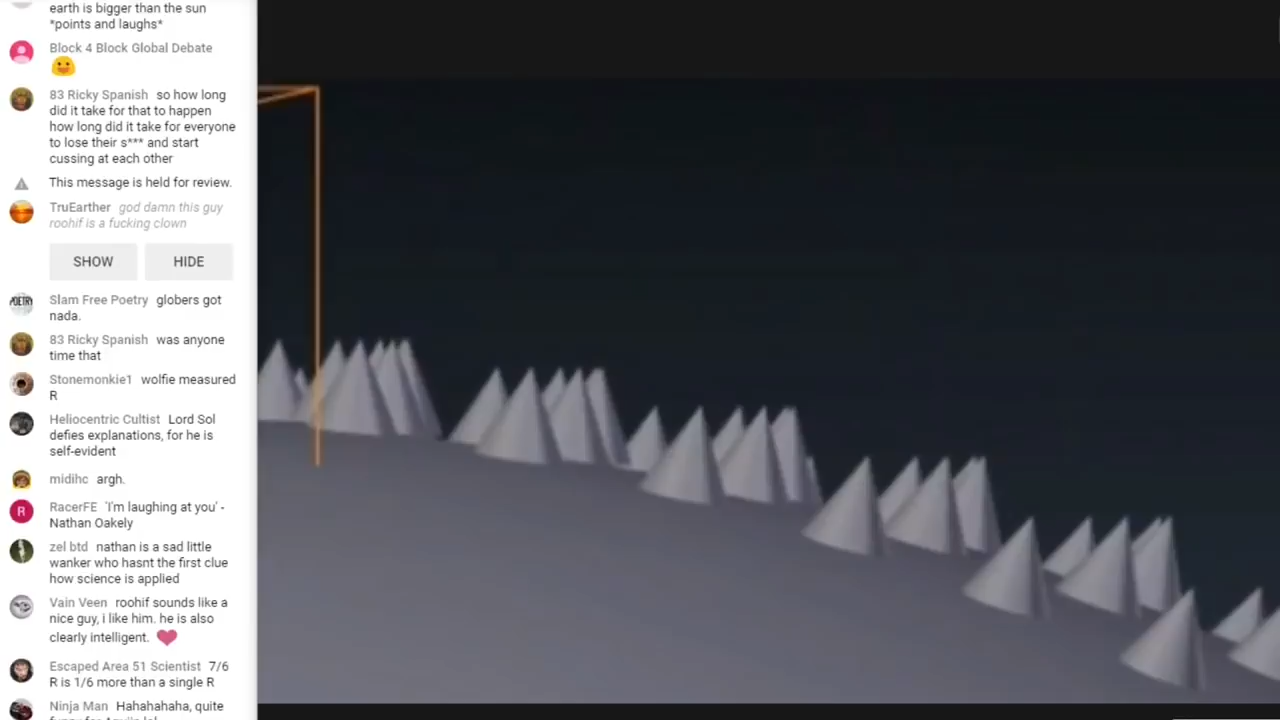 earth is bigger than the sun
*points and laughs*
Block 4 Block Global Debate
83 Ricky Spanish so how long
did it take for that to happen
how long did it take for everyone
to lose their s*** and start
cussing at each other
This message is held for review.
TruEarther god damn this guy
roohif is a fucking clown
SHOW HIDE
POETRY
Slam Free Poetry globers got
nada.
83 Ricky Spanish was anyone
time that
Stonemonkie1 wolfie measured
R
Heliocentric Cultist Lord Sol
defies explanations, for he is
self-evident
midihc argh.
R
RacerFE 'I'm laughing at you' -
Nathan Oakely
zel btd nathan is a sad little
wanker who hasnt the first clue
how science is applied
Vain Veen roohif sounds like a
nice guy, i like him. he is also
clearly intelligent.
Escaped Area 51 Scientist 7/6
R is 1/6 more than a single R
Ninja Man Hahahahaha, quite